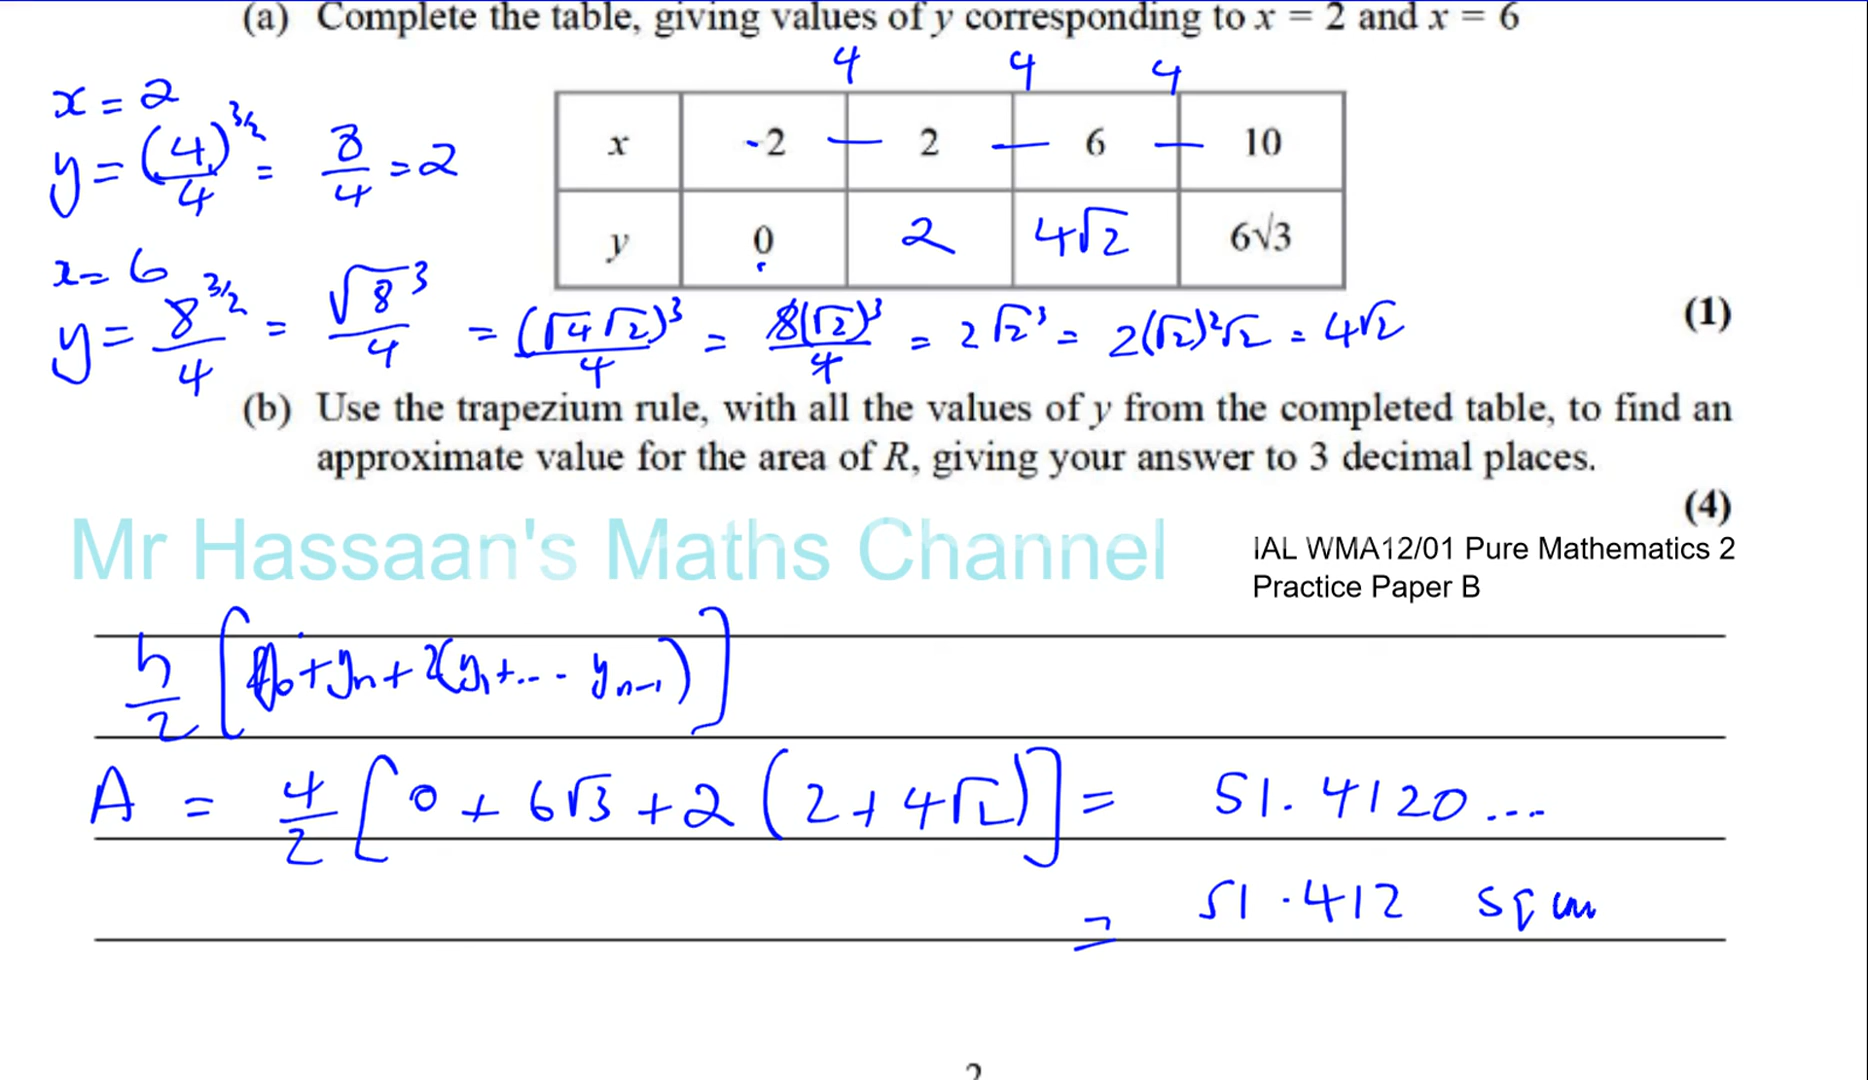 (a) Complete the table, giving values of y corresponding to x = 2 and x = 6
4 4 4
x = 2
y = (4)^3/2 / 4 = 8/4 = 2
x -2 2 6 10
y 0 2 4√2 6√3
x = 6
y = 8^3/2 / 4 = √8^3 / 4 = (√4√2)^3 / 4 = 8(√2)^3 / 4 = 2√2^3 = 2(√2)^2√2 = 4√2
(1)
(b) Use the trapezium rule, with all the values of y from the completed table, to find an
approximate value for the area of R, giving your answer to 3 decimal places.
(4)
Mr Hassaan's Maths Channel
IAL WMA12/01 Pure Mathematics 2
Practice Paper B
h/2 [y0 + yn + 2(y1 + ... yn-1)]
A = 4/2 [0 + 6√3 + 2(2 + 4√2)] = 51.4120...
= 51.412 sq un